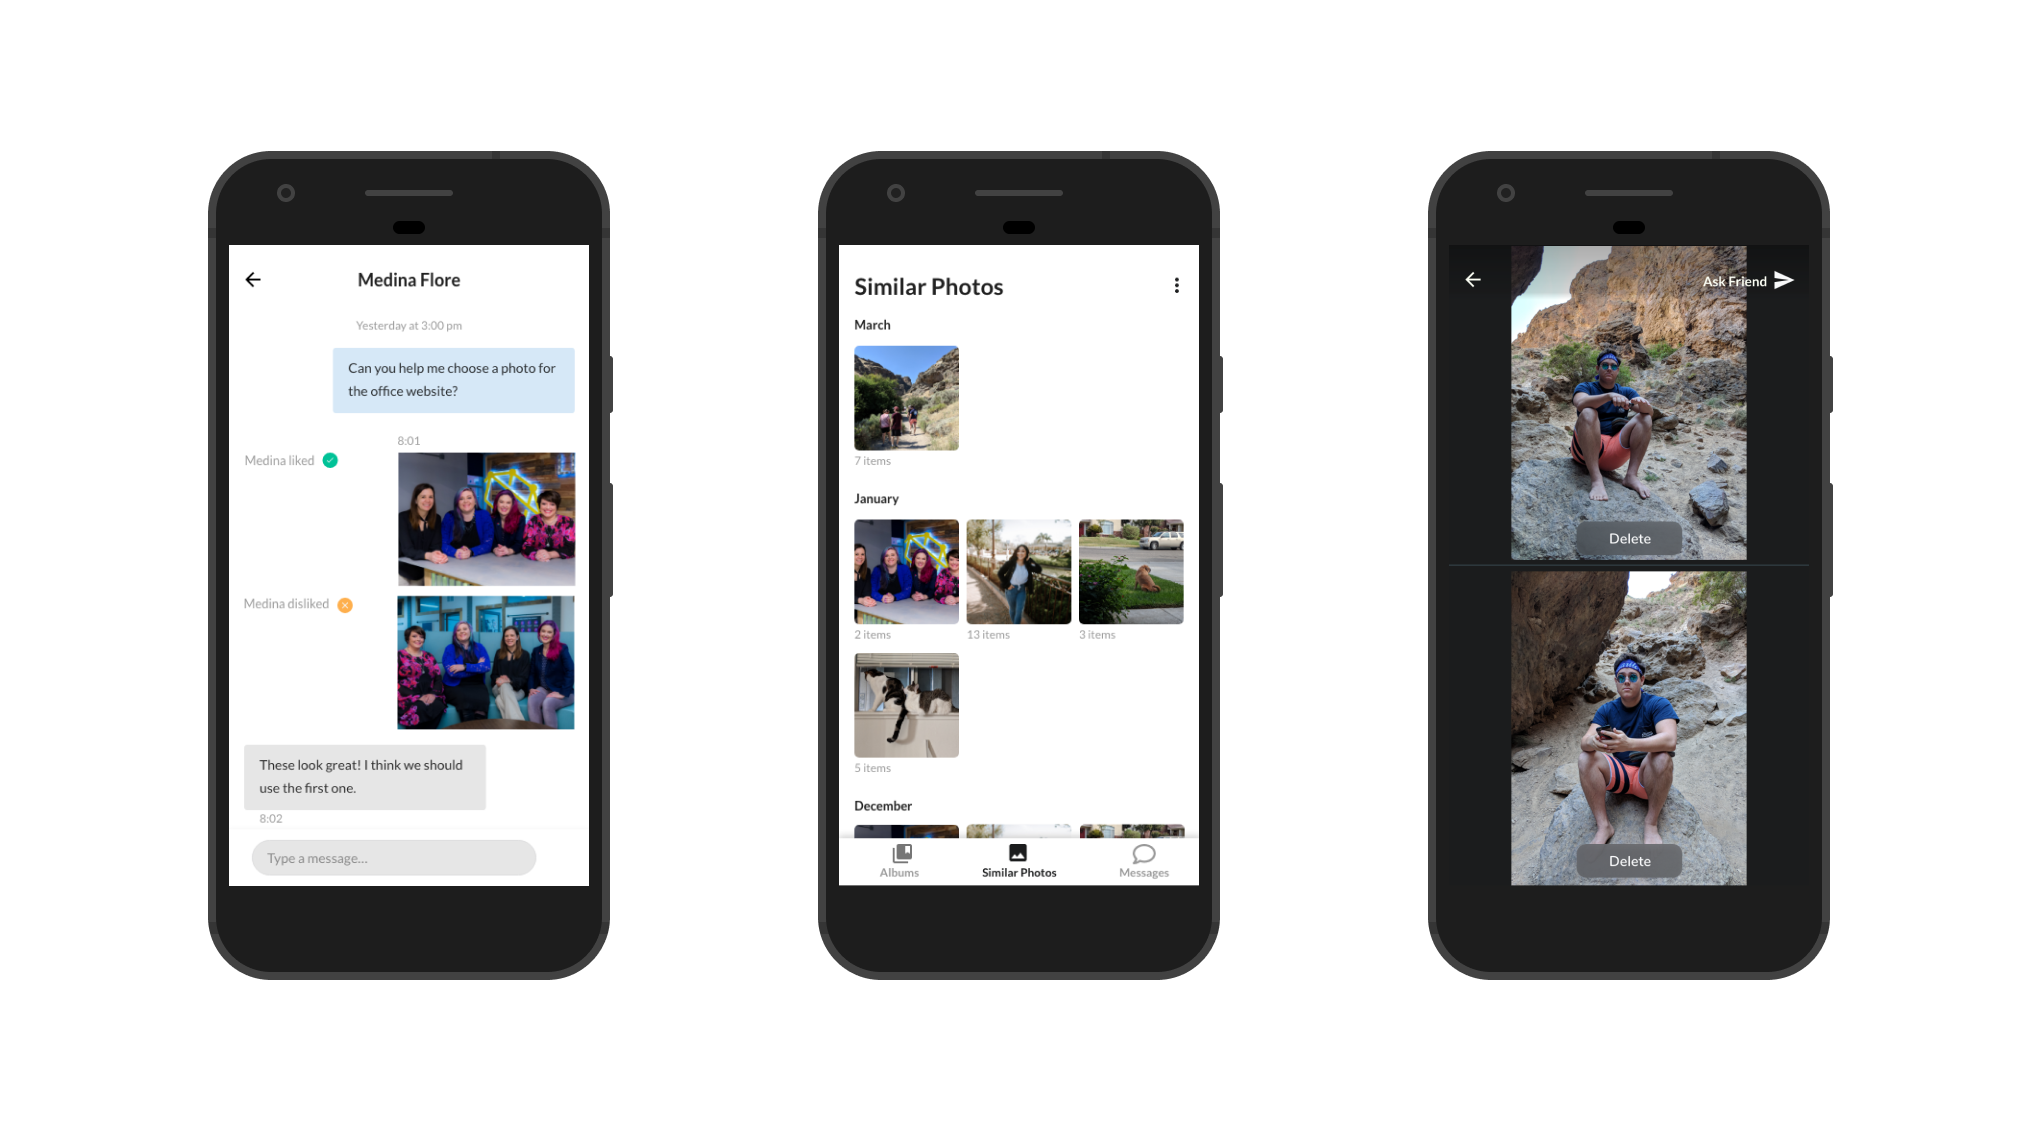 Medina Flore
Yesterday at 3:00 pm
Can you help me choose a photo for
the office website?
8:01
Medina liked
Medina disliked
These look great! I think we should
use the first one.
8:02
Type a message...
Similar Photos
March
7 items
January
2 items
13 items
3 items
5 items
December
Albums
Similar Photos
Messages
Ask Friend
Delete
Delete